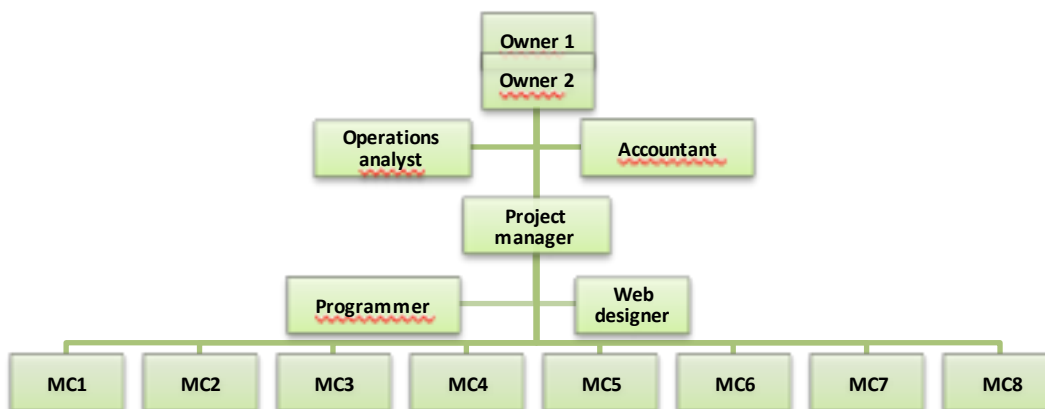 Owner 1
Owner 2
Operations
analyst
Accountant
Project
manager
Programmer
Web
designer
MC1
MC2
MC3
MC4
MC5
MC6
MC7
MC8